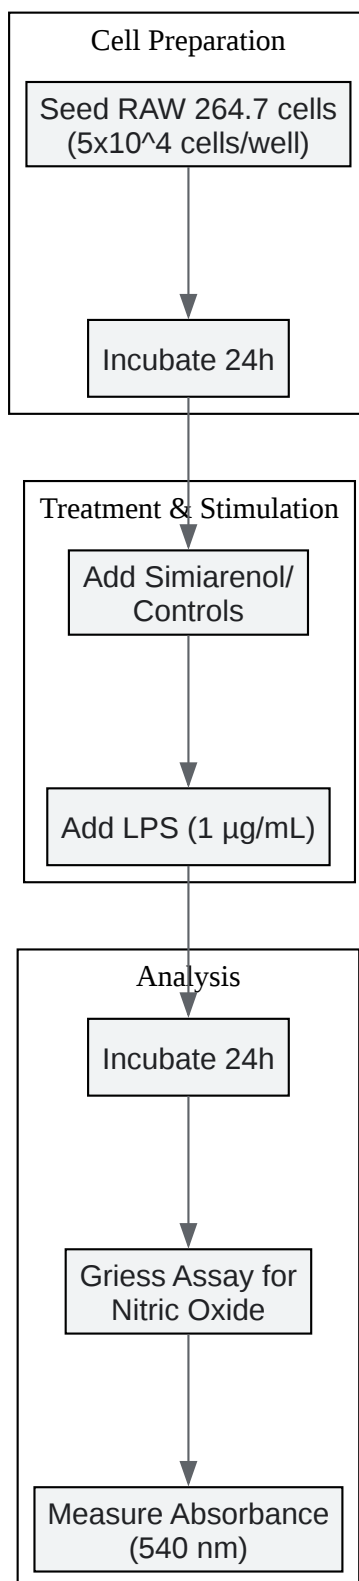 Cell Preparation
Seed RAW 264.7 cells
(5x10^4 cells/well)
Incubate 24h
Treatment & Stimulation
Add Simiarenol/
Controls
Add LPS (1 µg/mL)
Analysis
Incubate 24h
Griess Assay for
Nitric Oxide
Measure Absorbance
(540 nm)